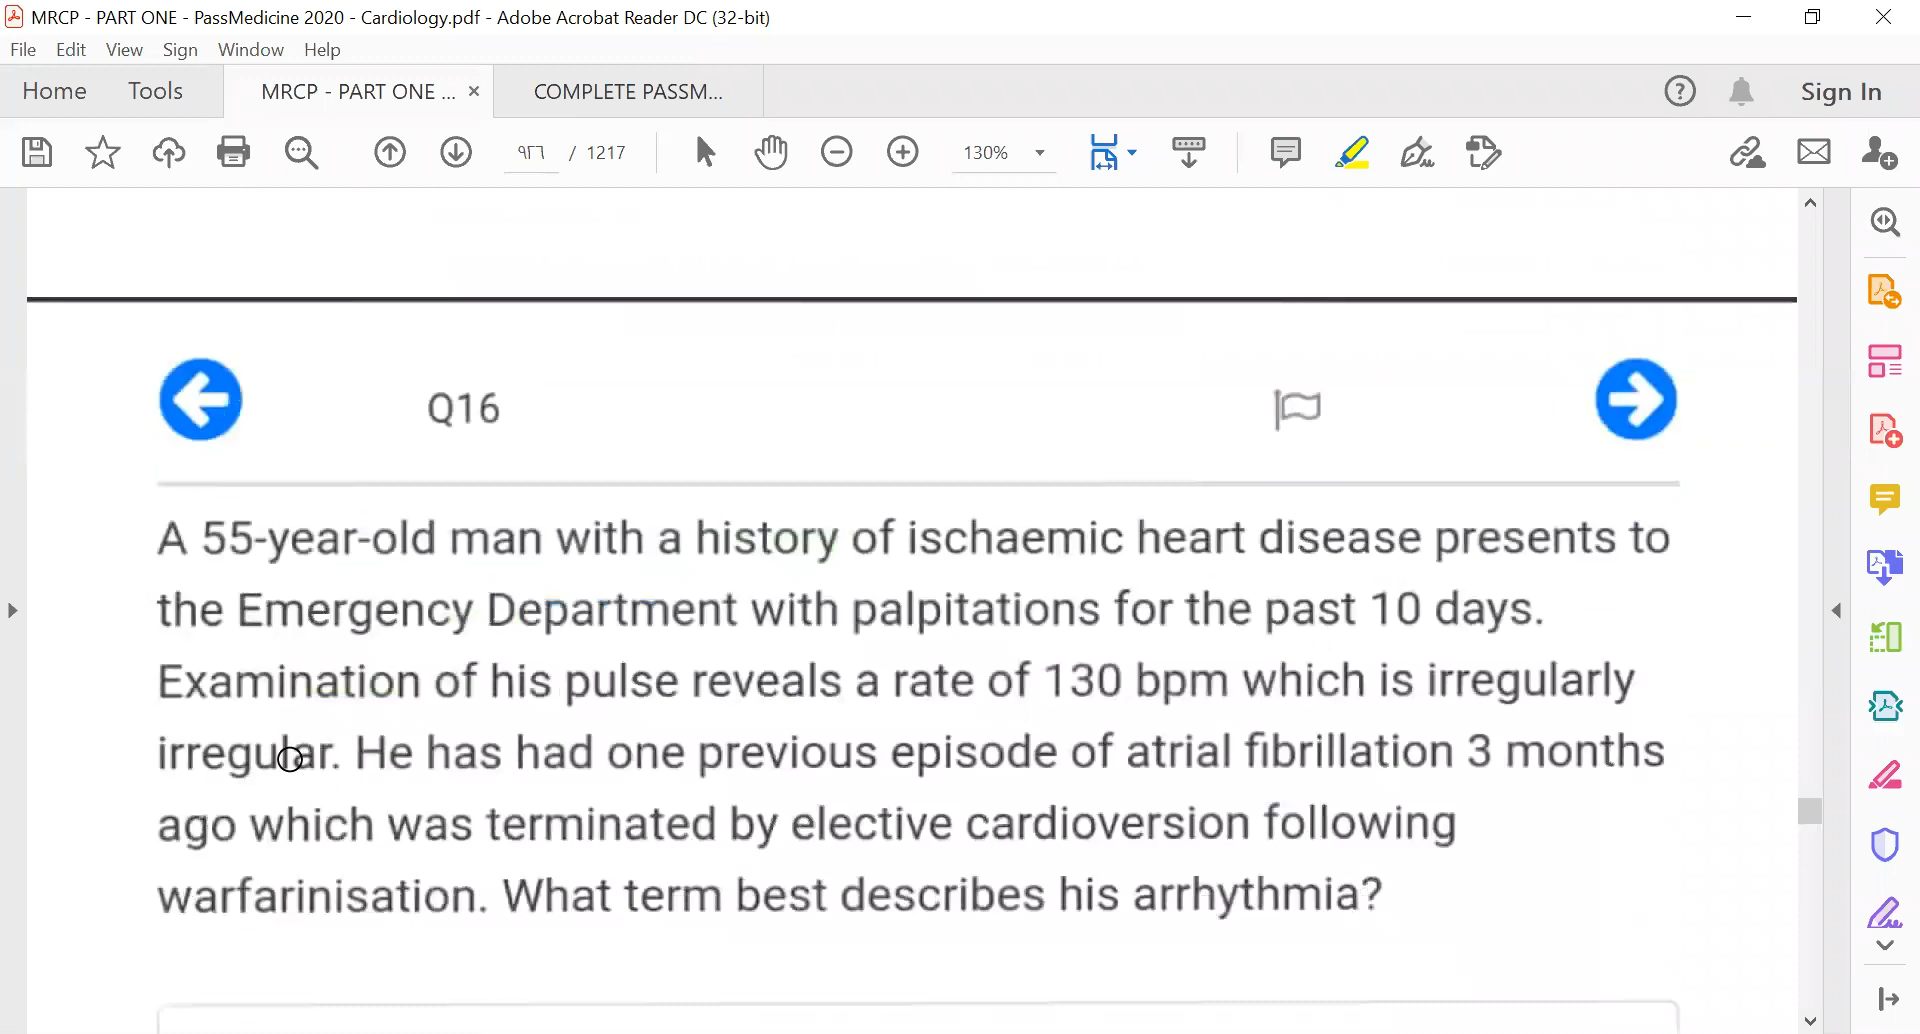 MRCP - PART ONE - PassMedicine 2020 - Cardiology.pdf - Adobe Acrobat Reader DC (32-bit)
File Edit View Sign Window Help
Home Tools MRCP - PART ONE ... × COMPLETE PASSM... Sign In
٩٢٦ / 1217 130%
Q16
A 55-year-old man with a history of ischaemic heart disease presents to
the Emergency Department with palpitations for the past 10 days.
Examination of his pulse reveals a rate of 130 bpm which is irregularly
irregular. He has had one previous episode of atrial fibrillation 3 months
ago which was terminated by elective cardioversion following
warfarinisation. What term best describes his arrhythmia?